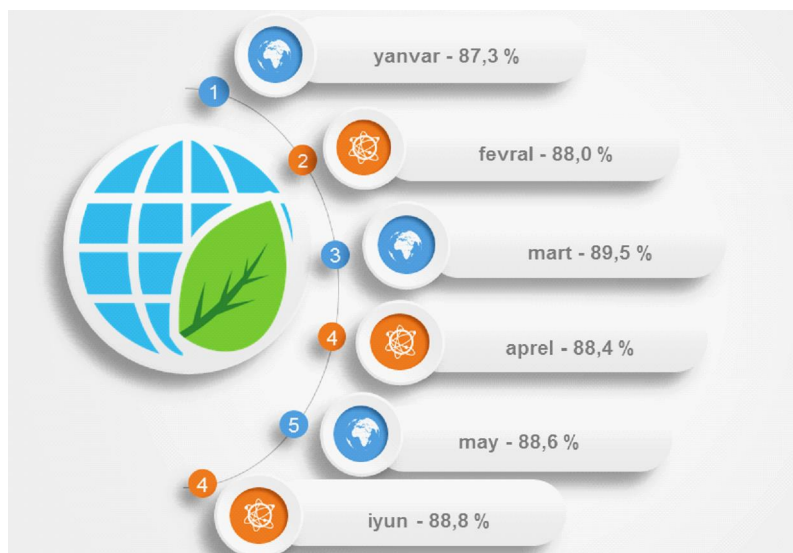 yanvar - 87,3 %
1
2
fevral - 88,0 %
3
mart - 89,5 %
4
aprel - 88,4 %
5
may - 88,6 %
4
iyun - 88,8 %